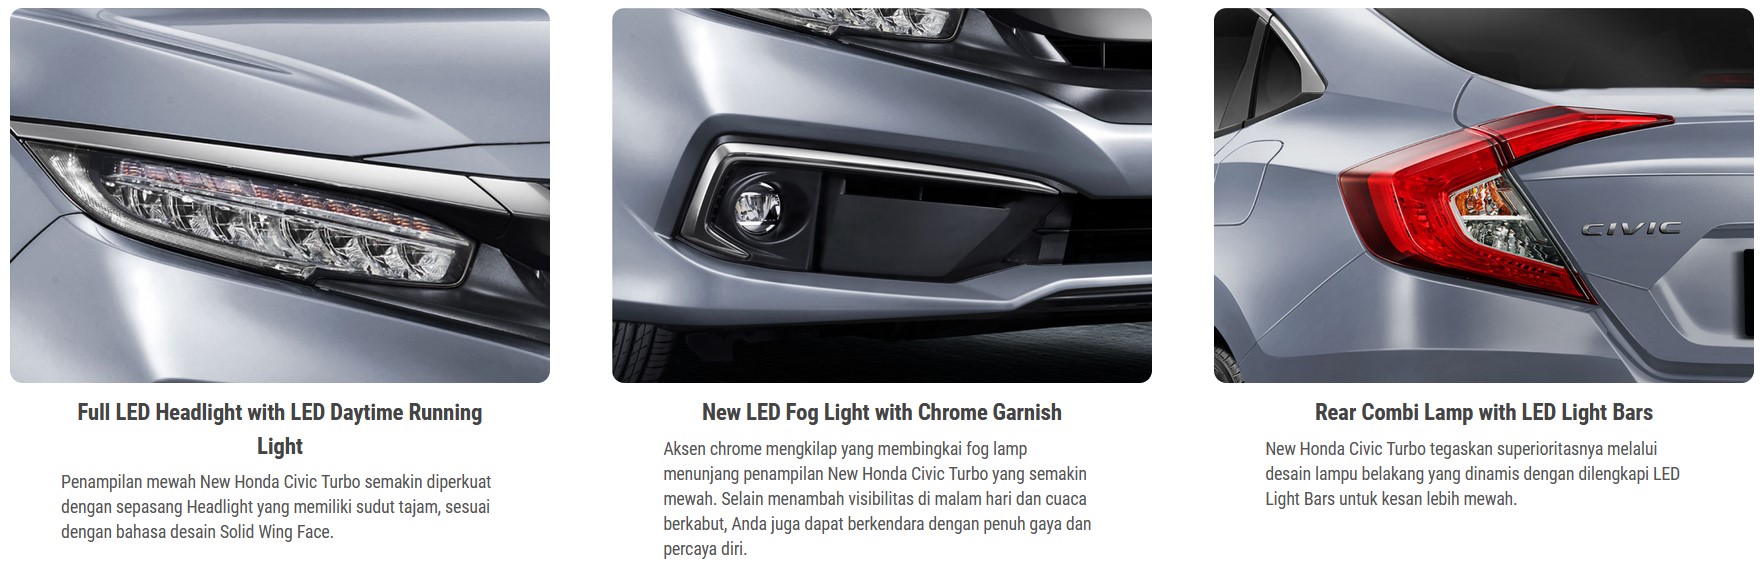 CIVIC
Full LED Headlight with LED Daytime Running
Light
Penampilan mewah New Honda Civic Turbo semakin diperkuat
dengan sepasang Headlight yang memiliki sudut tajam, sesuai
dengan bahasa desain Solid Wing Face.
New LED Fog Light with Chrome Garnish
Aksen chrome mengkilap yang membingkai fog lamp
menunjang penampilan New Honda Civic Turbo yang semakin
mewah. Selain menambah visibilitas di malam hari dan cuaca
berkabut, Anda juga dapat berkendara dengan penuh gaya dan
percaya diri.
Rear Combi Lamp with LED Light Bars
New Honda Civic Turbo tegaskan superioritasnya melalui
desain lampu belakang yang dinamis dengan dilengkapi LED
Light Bars untuk kesan lebih mewah.